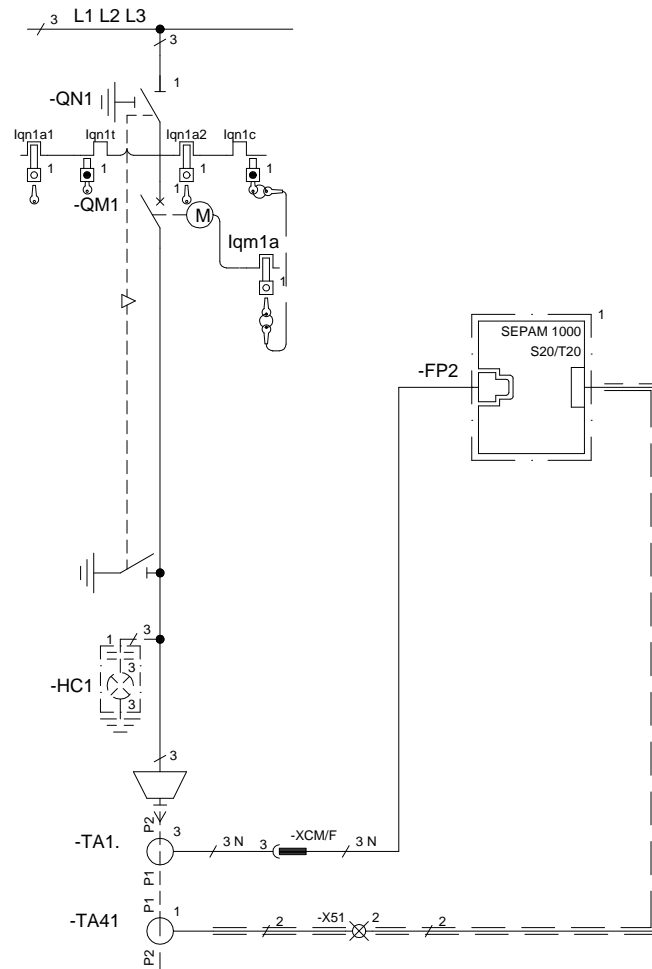 3 L1 L2 L3
3
1
-QN1
Iqn1a1 Iqn1t Iqn1a2 Iqn1c
1 1 1 1
1
-QM1
M
Iqm1a
1
SEPAM 1000 1
S20/T20
-FP2
3
1
3
-HC1
3
3
P2
3
-TA1.
3 N 3 -XCM/F 3 N
P1
P1
1
-TA41
2 -X51 2 2
P2